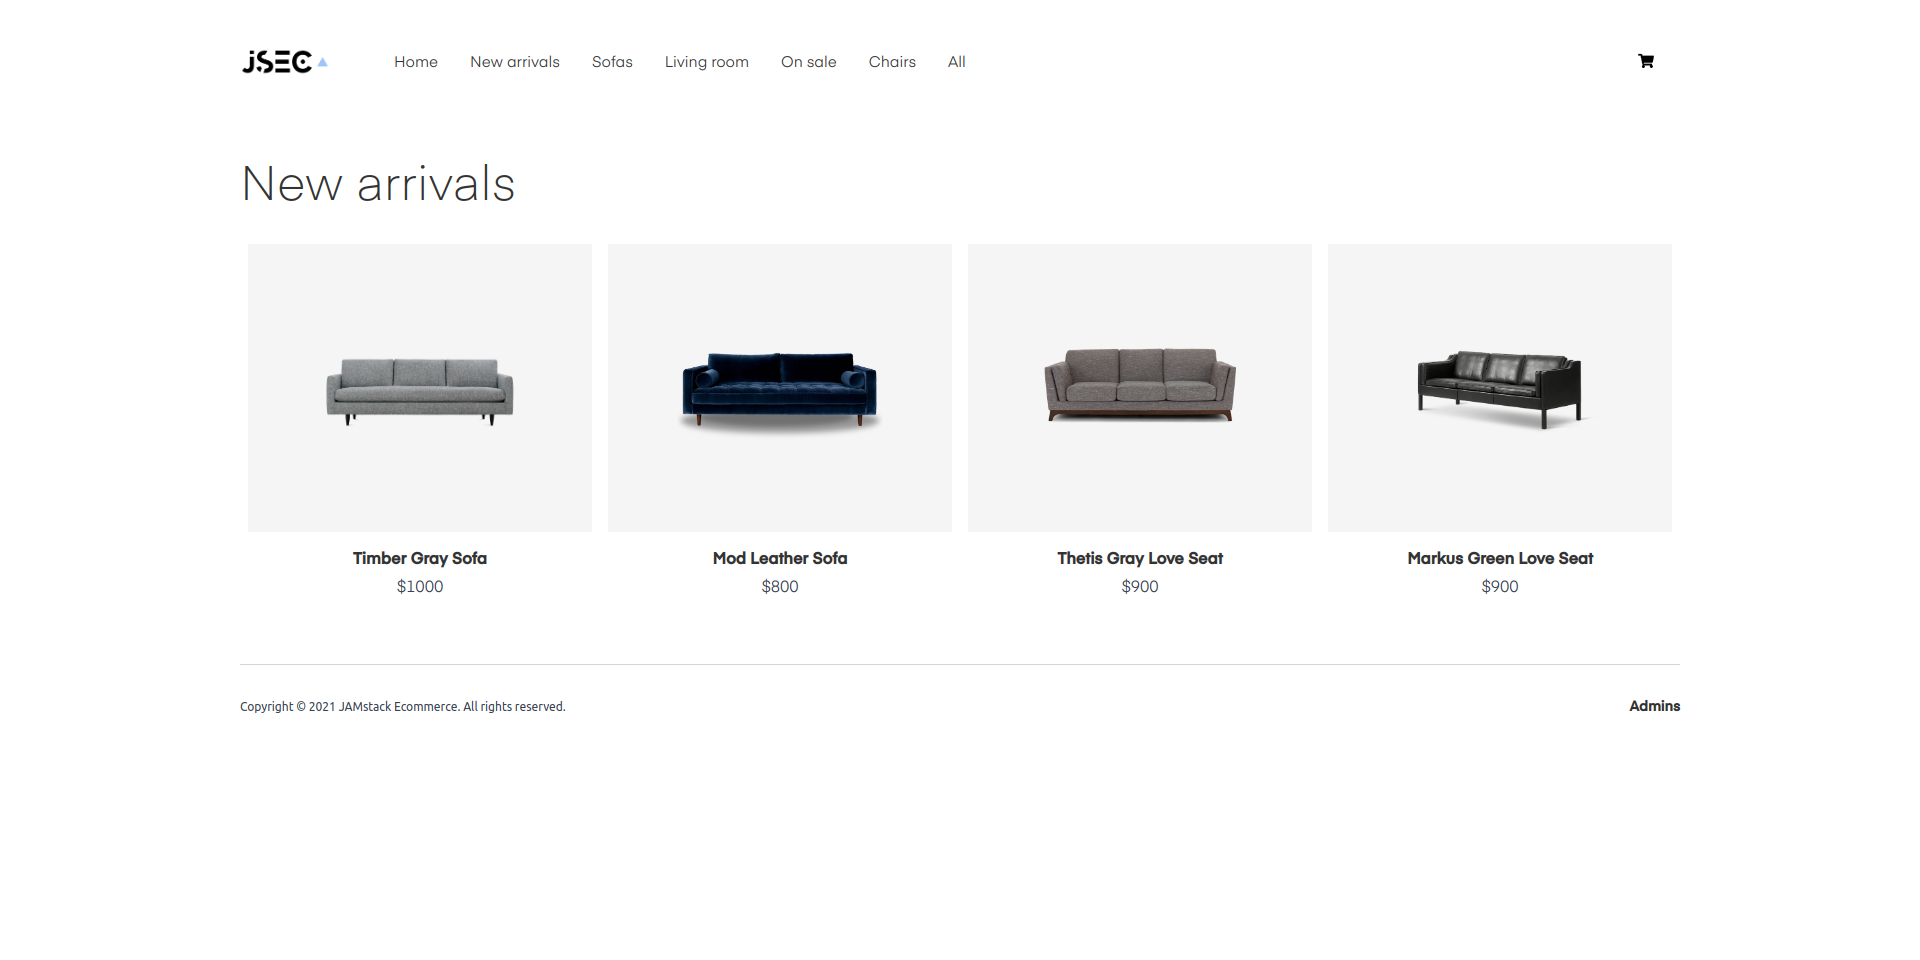 JSEC
Home New arrivals Sofas Living room On sale Chairs All
New arrivals
Timber Gray Sofa Mod Leather Sofa Thetis Gray Love Seat Markus Green Love Seat
$1000 $800 $900 $900
Copyright © 2021 JAMstack Ecommerce. All rights reserved. Admins